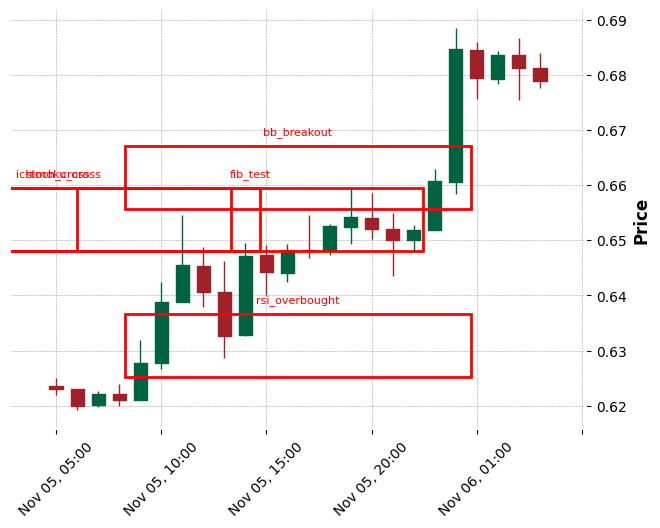 0.69
0.68
0.67
0.66
0.65
0.64
0.63
0.62
Price
bb_breakout
fib_test
rsi_overbought
Nov 05, 05:00
Nov 05, 10:00
Nov 05, 15:00
Nov 05, 20:00
Nov 06, 01:00